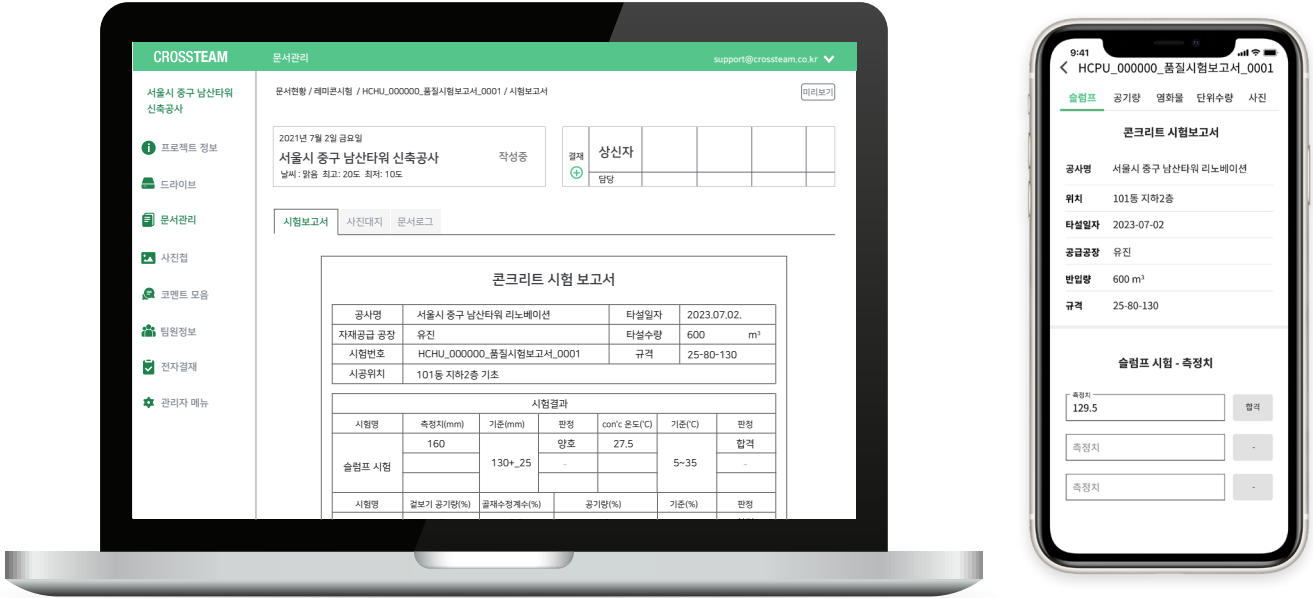 CROSSTEAM
문서관리
support@crossteam.co.kr
서울시 중구 남산타워
신축공사
프로젝트 정보
드라이브
문서관리
사진첩
코멘트 모음
팀원정보
전자결재
관리자 메뉴
문서현황 / 레미콘시험 / HCHU_000000_품질시험보고서_0001 / 시험보고서
미리보기
2021년 7월 2일 금요일
서울시 중구 남산타워 신축공사
작성중
날씨 : 맑음 최고: 20도 최저: 10도
결재
상신자
담당
시험보고서 사진대지 문서로그
콘크리트 시험 보고서
공사명 서울시 중구 남산타워 리노베이션 타설일자 2023.07.02.
자재공급 공장 유진 타설수량 600 m³
시험번호 HCHU_000000_품질시험보고서_0001 규격 25-80-130
시공위치 101동 지하2층 기초
시험결과
시험명 측정치(mm) 기준(mm) 판정 con'c 온도(℃) 기준(℃) 판정
160 양호 27.5 합격
슬럼프 시험 130+_25 - 5~35 -
시험명 겉보기 공기량(%) 골재수정계수(%) 공기량(%) 기준(%) 판정
9:41
HCPU_000000_품질시험보고서_0001
슬럼프 공기량 염화물 단위수량 사진
콘크리트 시험보고서
공사명 서울시 중구 남산타워 리노베이션
위치 101동 지하2층
타설일자 2023-07-02
공급공장 유진
반입량 600 m³
규격 25-80-130
슬럼프 시험 - 측정치
측정치
129.5 합격
측정치 -
측정치 -